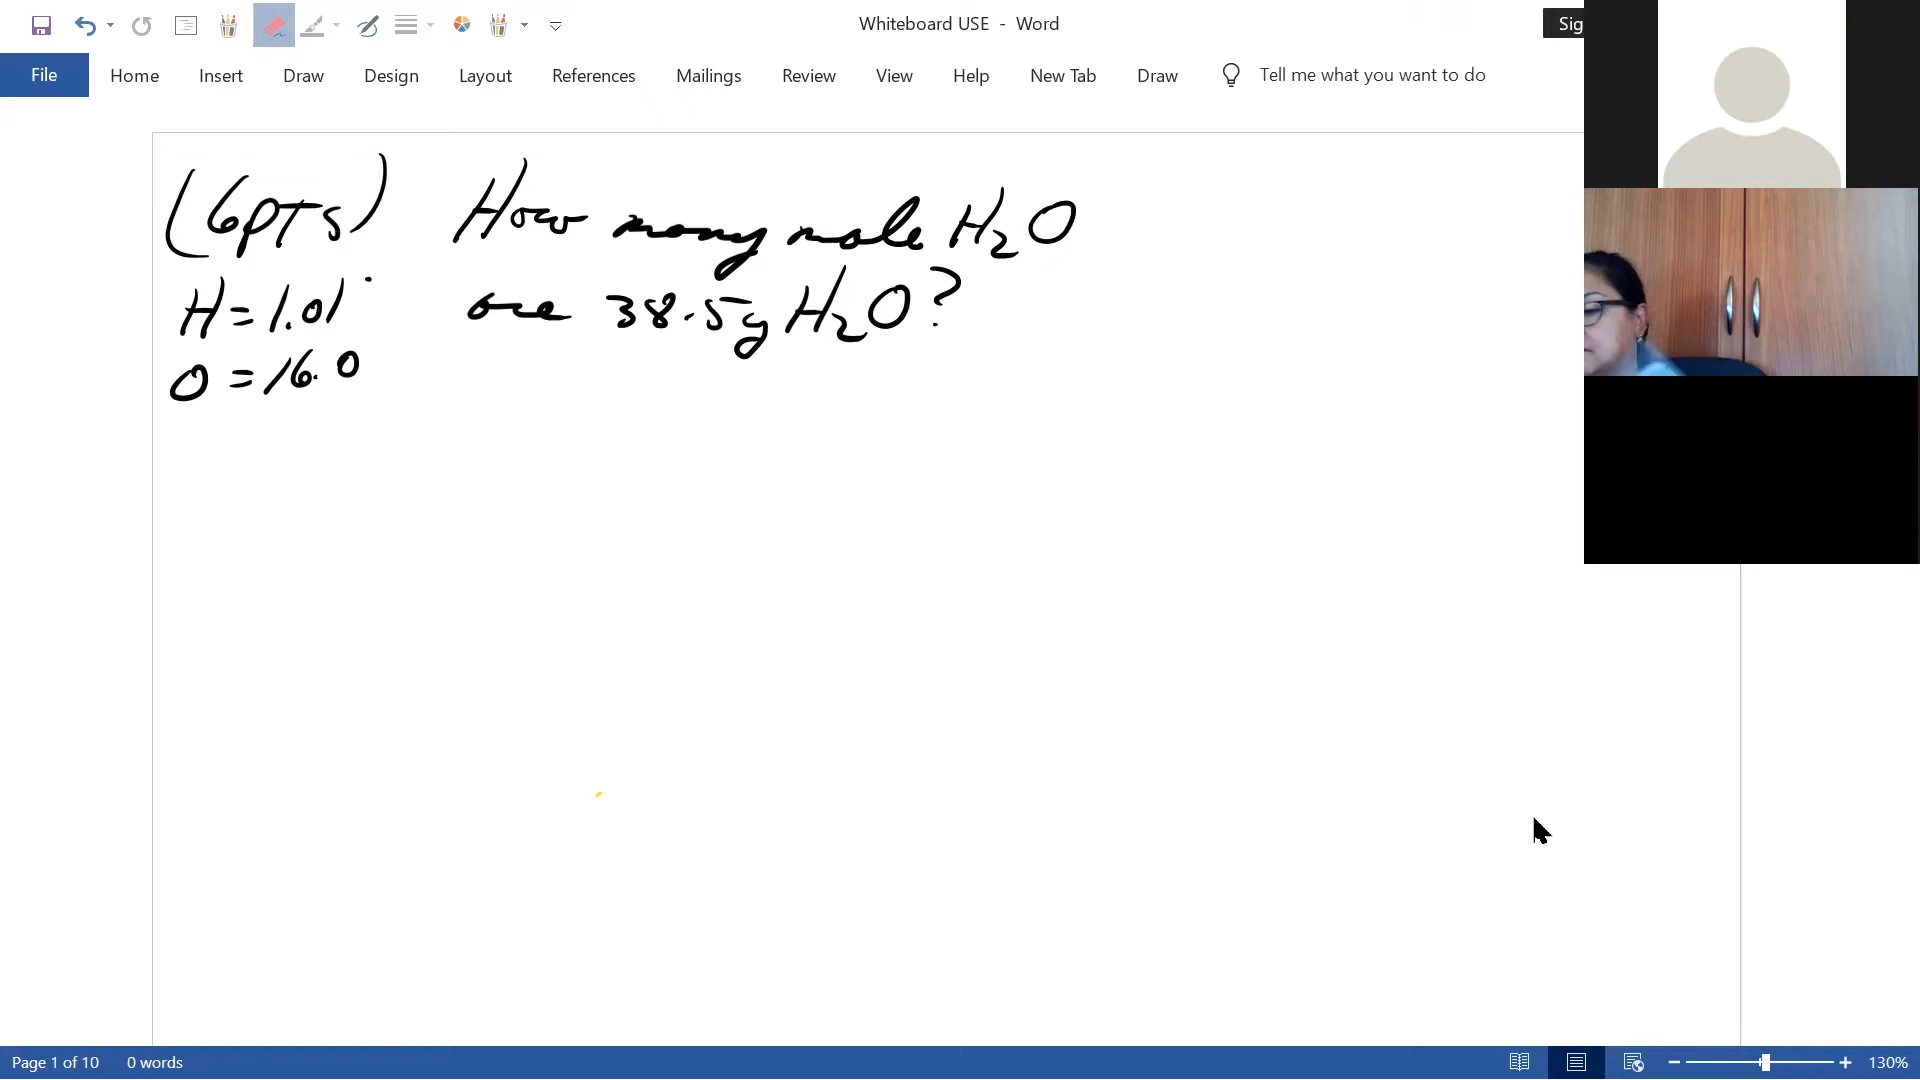 Whiteboard USE - Word
Sig
File Home Insert Draw Design Layout References Mailings Review View Help New Tab Draw Tell me what you want to do
(6pTs) How many mole H₂O
H = 1.01 are 38.5g H₂O?
O = 16.0
Page 1 of 10 0 words 130%